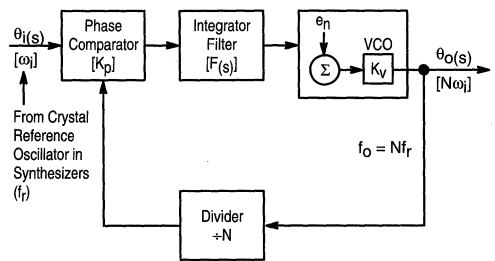 θi(s)
[ωi]
From Crystal
Reference
Oscillator in
Synthesizers
(fr)
Phase
Comparator
[Kp]
Integrator
Filter
[F(s)]
en
Σ
VCO
Kv
θo(s)
[Nωi]
fo = Nfr
Divider
÷N